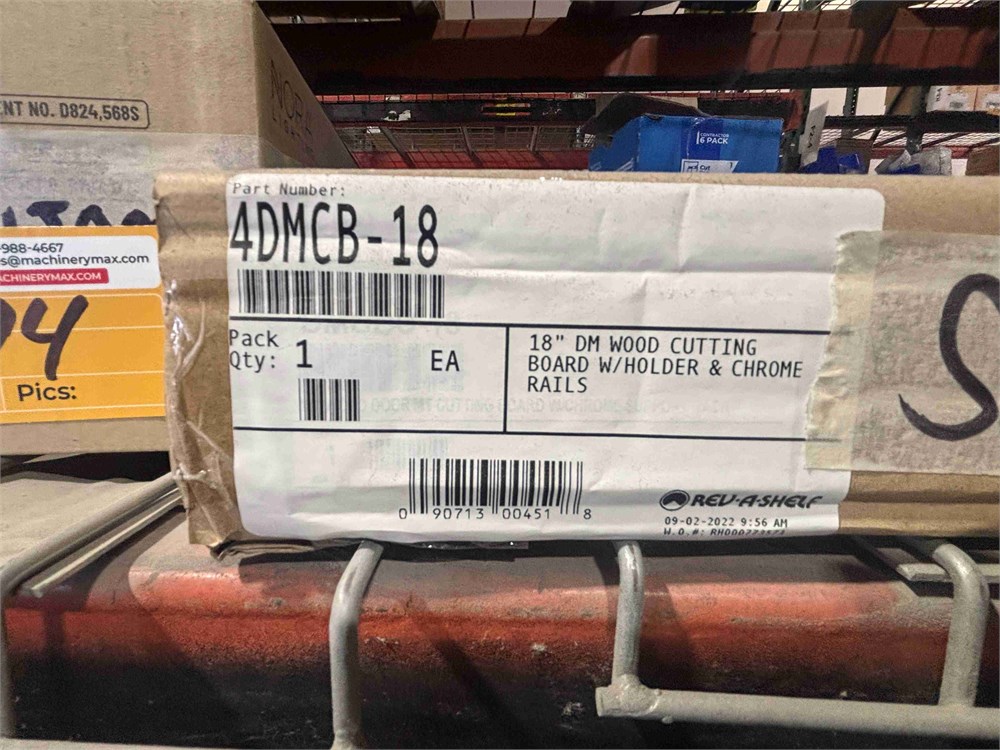 ENT NO. D824,568S
-988-4667
s@machinerymax.com
ACHINERYMAX.COM
04
Pics:
CONTRACTOR
6 PACK
Part Number:
4DMCB-18
Pack
Qty: 1 EA
18" DM WOOD CUTTING
BOARD W/HOLDER & CHROME
RAILS
0 90713 00451 8
REV-A-SHELF
09-02-2022 9:56 AM
W.O.#:
S